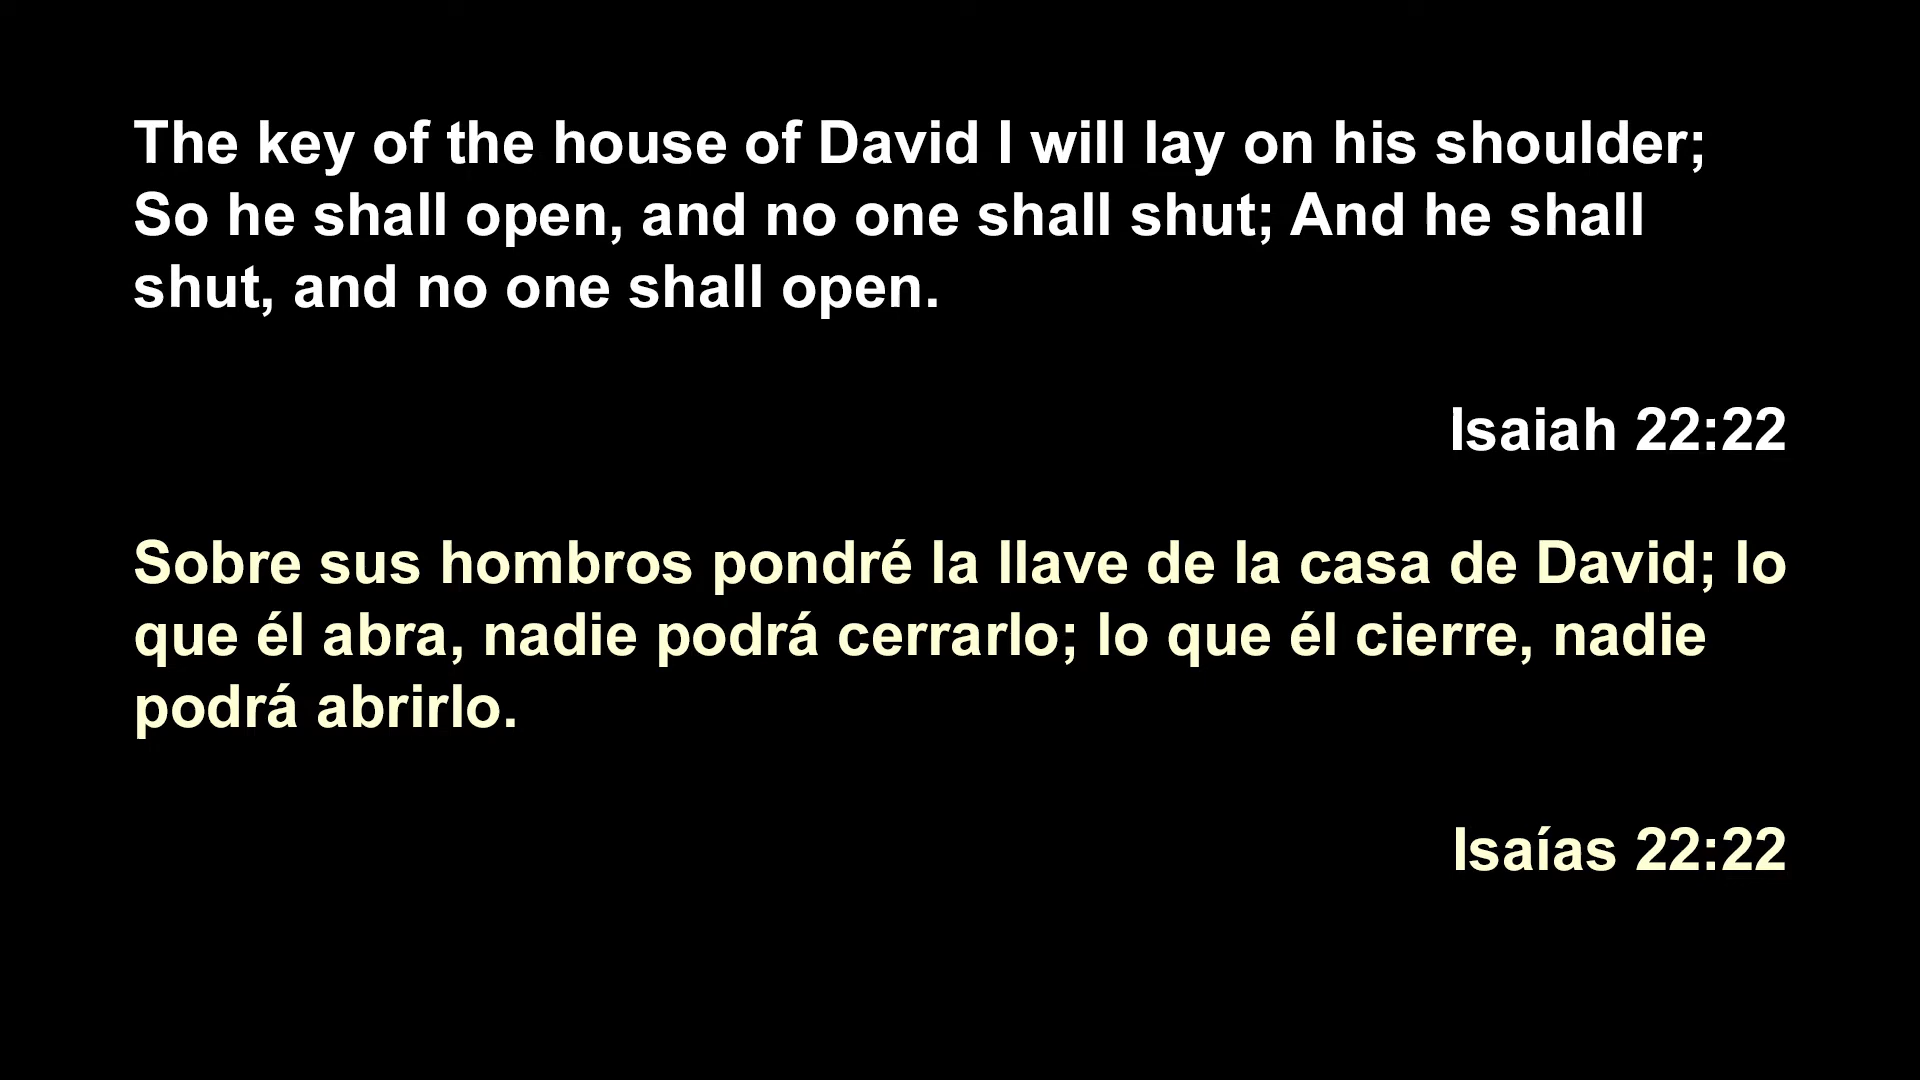 The key of the house of David I will lay on his shoulder;
So he shall open, and no one shall shut; And he shall
shut, and no one shall open.
Isaiah 22:22
Sobre sus hombros pondré la llave de la casa de David; lo
que él abra, nadie podrá cerrarlo; lo que él cierre, nadie
podrá abrirlo.
Isaías 22:22